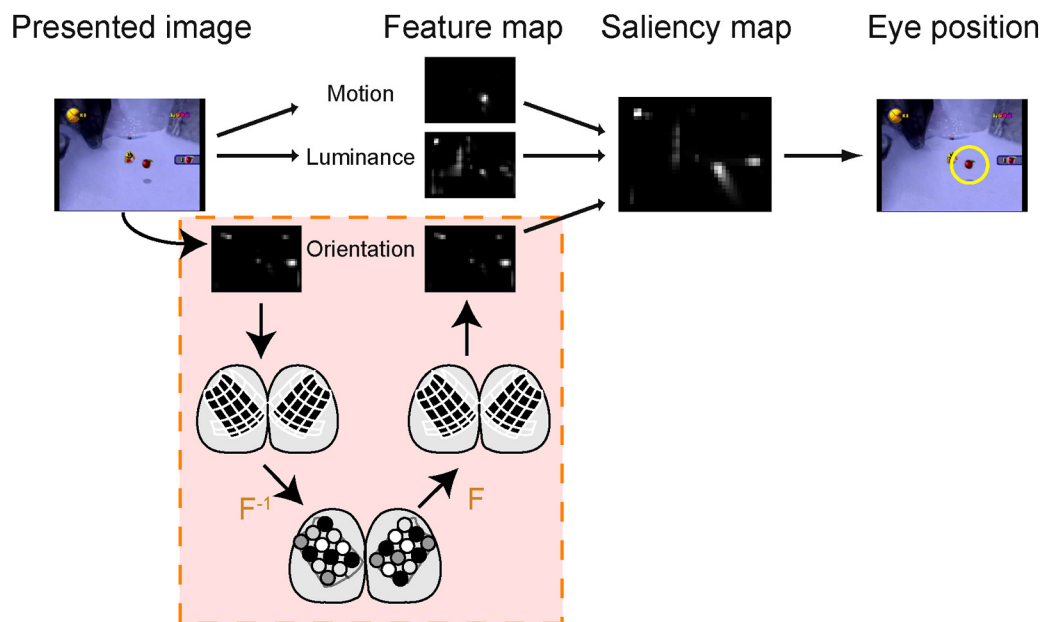 Presented image
Feature map
Saliency map
Eye position
Motion
Luminance
Orientation
F-1
F